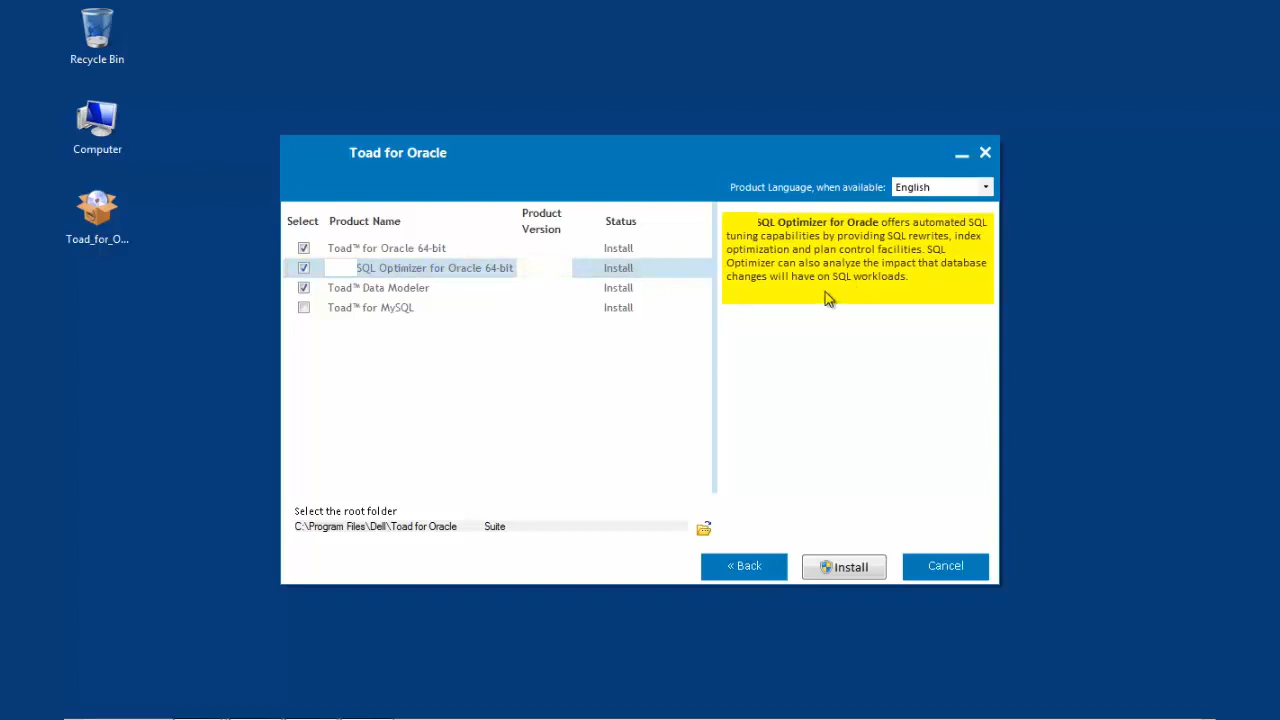 Recycle Bin
Computer
Toad_for_O...
Toad for Oracle
Product Language, when available: English
Select Product Name Product Version Status
Toad™ for Oracle 64-bit Install
SQL Optimizer for Oracle 64-bit Install
Toad™ Data Modeler Install
Toad™ for MySQL Install
SQL Optimizer for Oracle offers automated SQL
tuning capabilities by providing SQL rewrites, index
optimization and plan control facilities. SQL
Optimizer can also analyze the impact that database
changes will have on SQL workloads.
Select the root folder
C:\Program Files\Dell\Toad for Oracle Suite
« Back Install Cancel